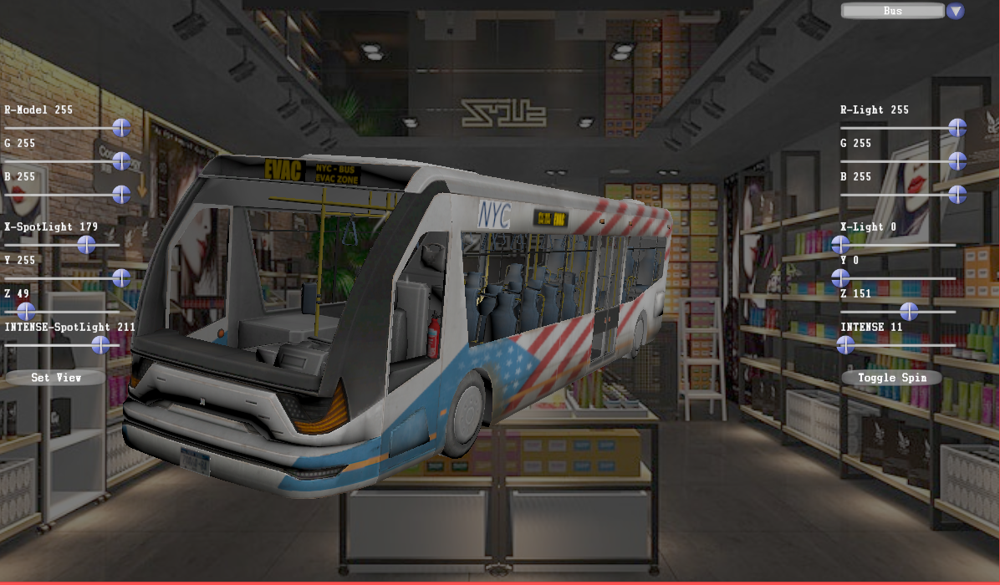 Bus
R-Model 255
G 255
B 255
X-SpotLight 179
Y 255
Z 49
INTENSE-SpotLight 211
Set View
R-Light 255
G 255
B 255
X-Light 0
Y 0
Z 151
INTENSE 11
Toggle Spin
EVAC
NYC - BUS
EVAC ZONE
NYC
EVAC